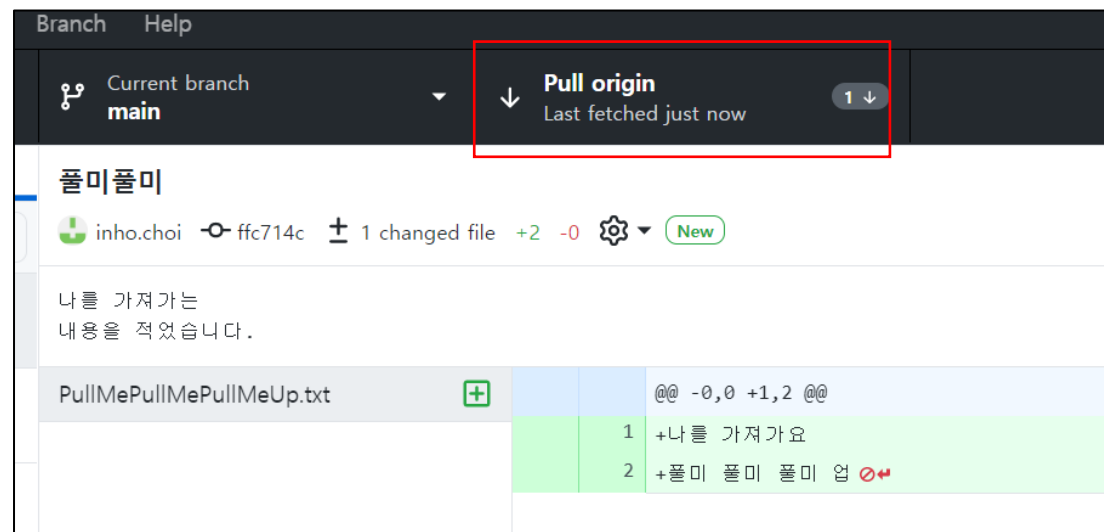 Branch Help
Current branch
main
Pull origin
Last fetched just now
1
풀미풀미
inho.choi ffc714c 1 changed file +2 -0 New
나를 가져가는
내용을 적었습니다.
PullMePullMePullMeUp.txt
@@ -0,0 +1,2 @@
1 +나를 가져가요
2 +풀미 풀미 풀미 업